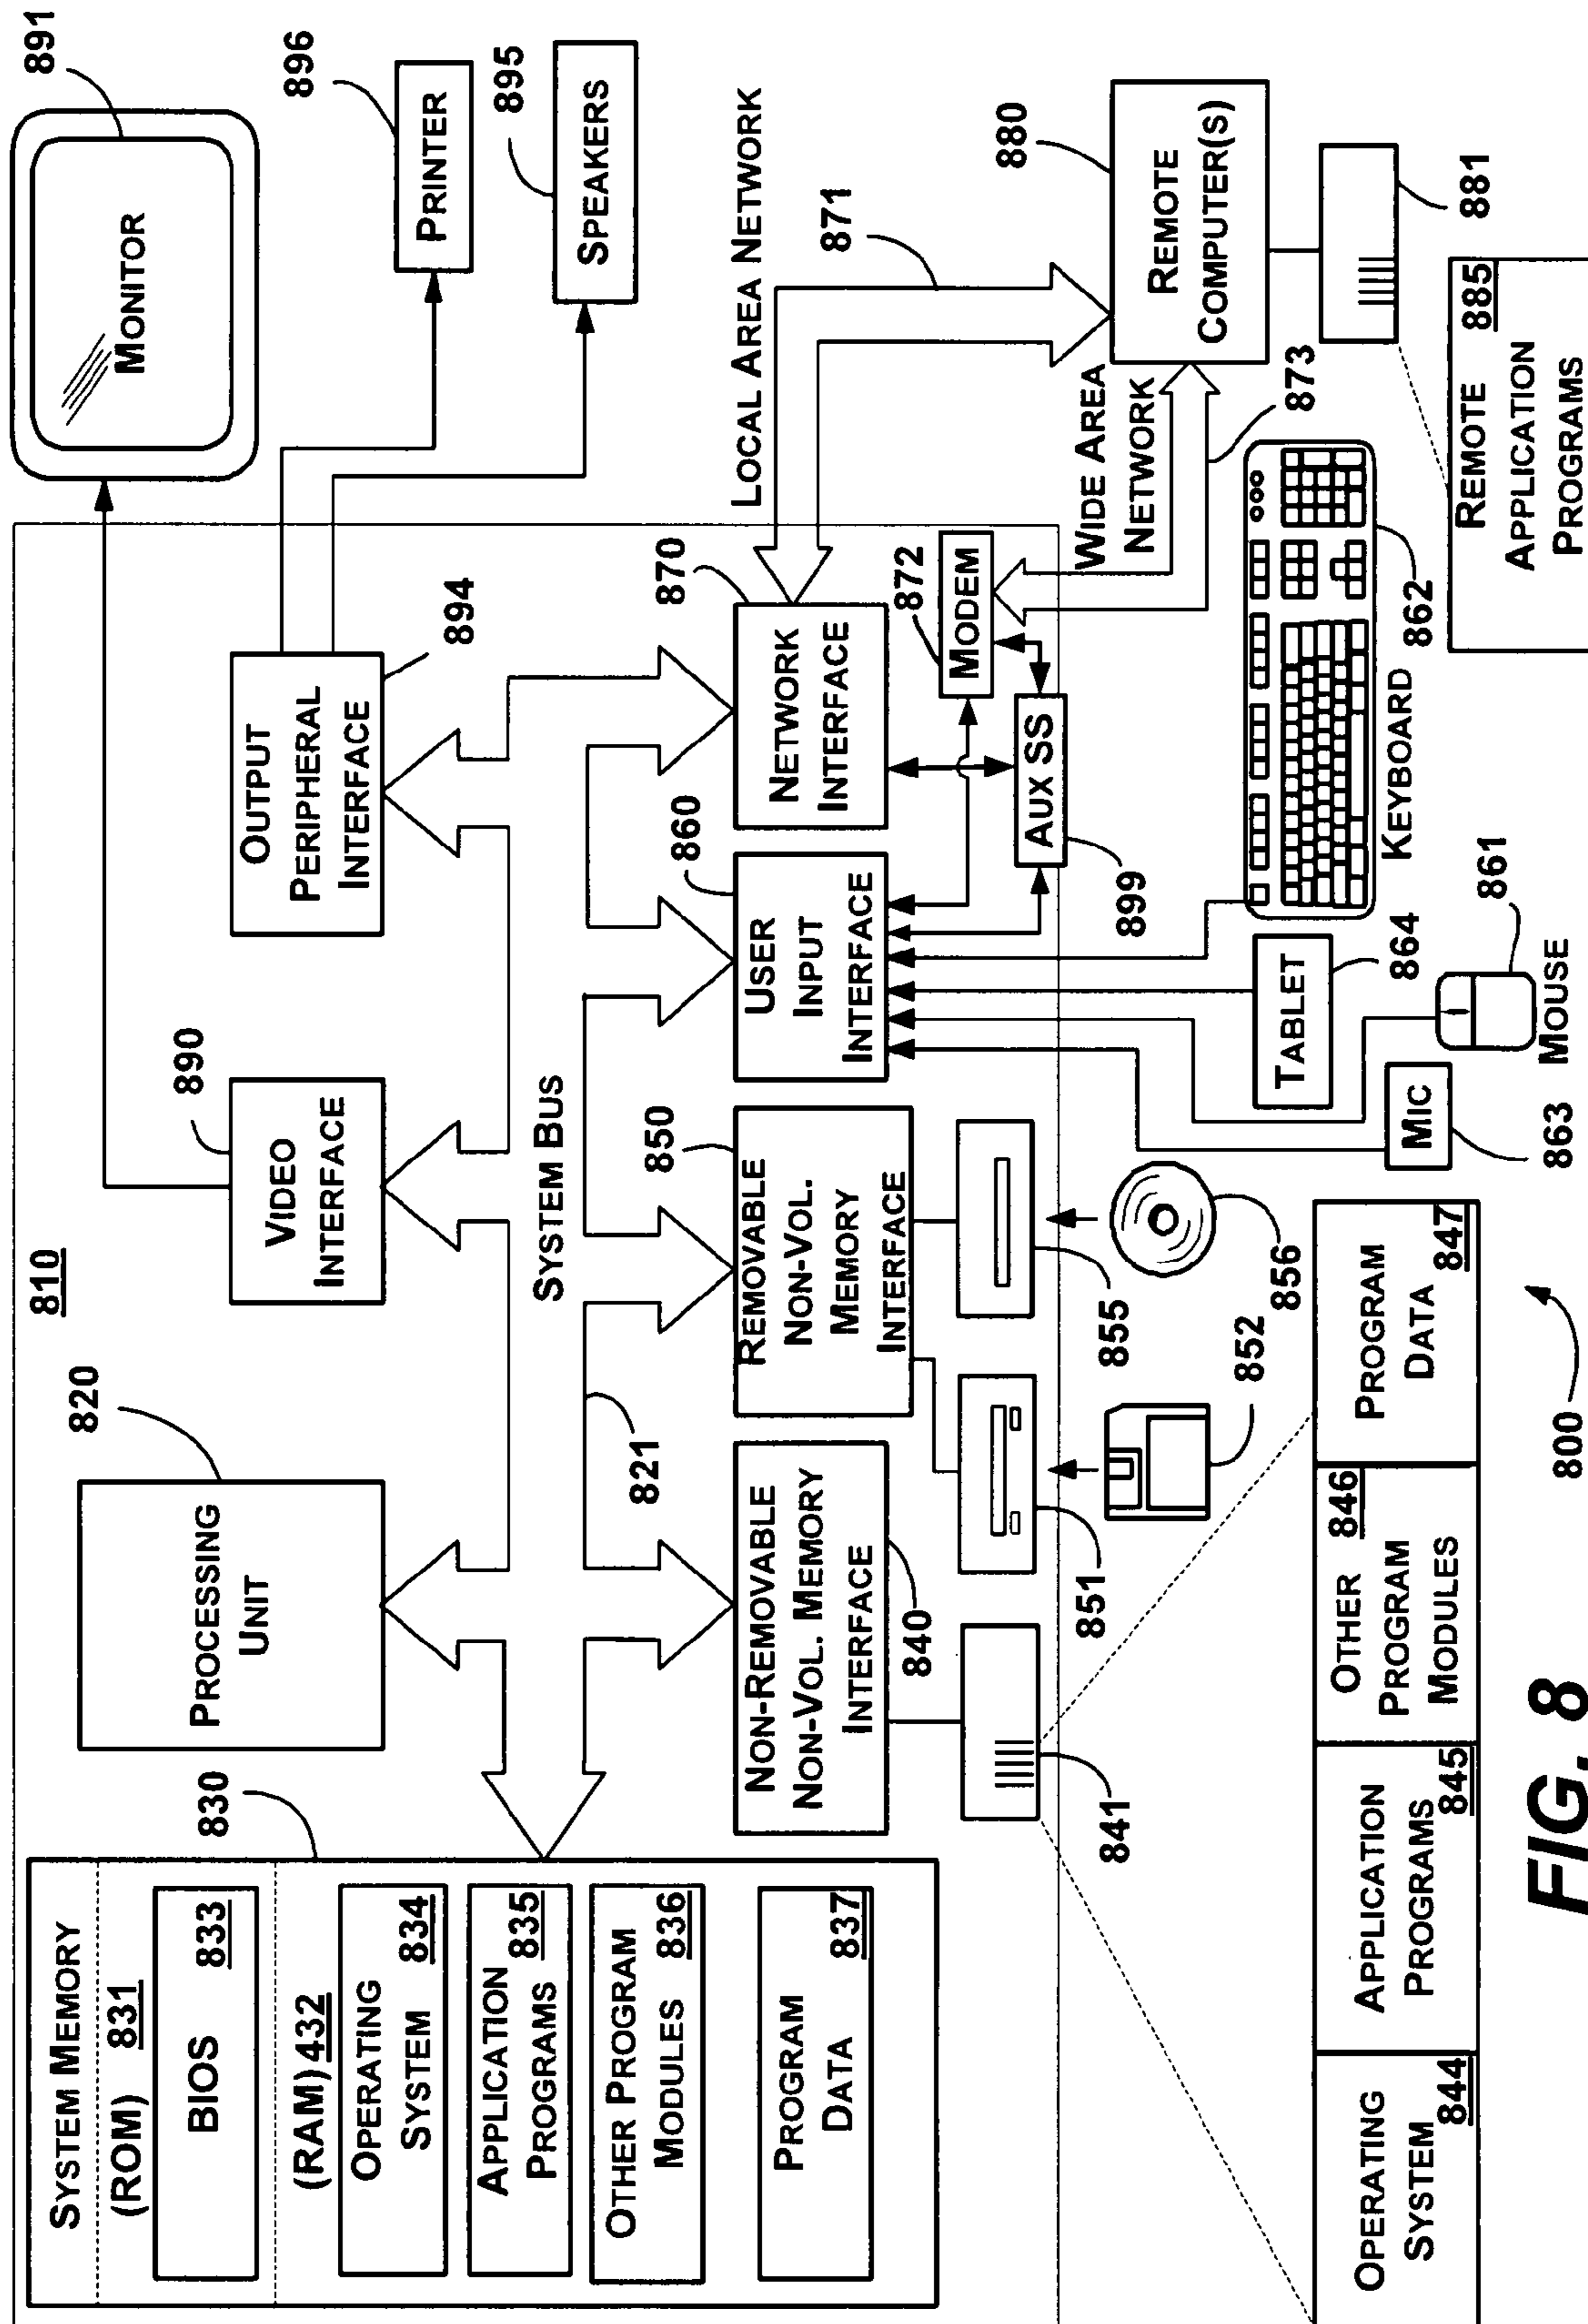 810
SYSTEM MEMORY
(ROM) 831
BIOS 833
(RAM) 432
OPERATING
SYSTEM 834
APPLICATION
PROGRAMS 835
OTHER PROGRAM
MODULES 836
PROGRAM
DATA 837
830
820
PROCESSING
UNIT
890
VIDEO
INTERFACE
OUTPUT
PERIPHERAL
INTERFACE
894
MONITOR
891
896
PRINTER
895
SPEAKERS
SYSTEM BUS
821
NON-REMOVABLE
NON-VOL. MEMORY
INTERFACE
840
850
REMOVABLE
NON-VOL.
MEMORY
INTERFACE
860
USER
INPUT
INTERFACE
870
NETWORK
INTERFACE
LOCAL AREA NETWORK
871
872
MODEM
AUX SS
899
WIDE AREA
NETWORK
873
880
REMOTE
COMPUTER(S)
881
841
851
855
852
856
MIC
863
TABLET
864
861
MOUSE
KEYBOARD
862
REMOTE 885
APPLICATION
PROGRAMS
OPERATING
SYSTEM 844
APPLICATION
PROGRAMS 845
OTHER 846
PROGRAM
MODULES
PROGRAM
DATA 847
800
FIG. 8